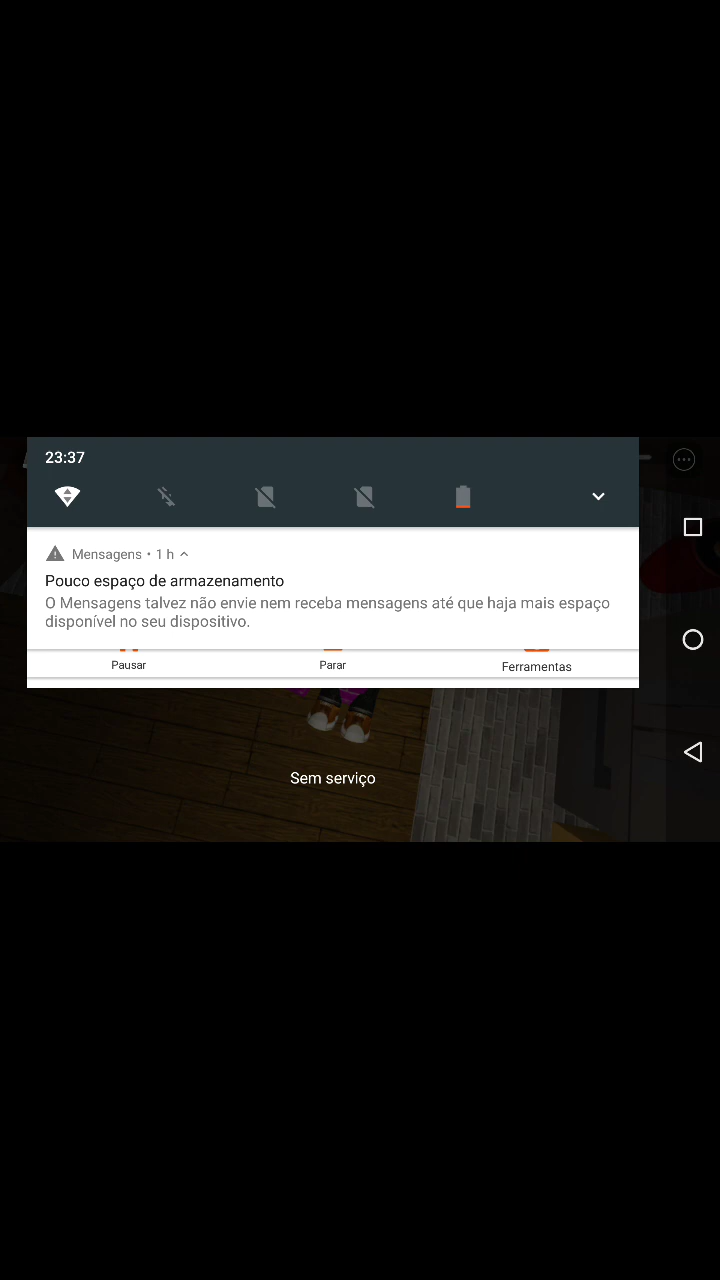 23:37
Mensagens • 1 h
Pouco espaço de armazenamento
O Mensagens talvez não envie nem receba mensagens até que haja mais espaço
disponível no seu dispositivo.
Pausar Parar Ferramentas
Sem serviço